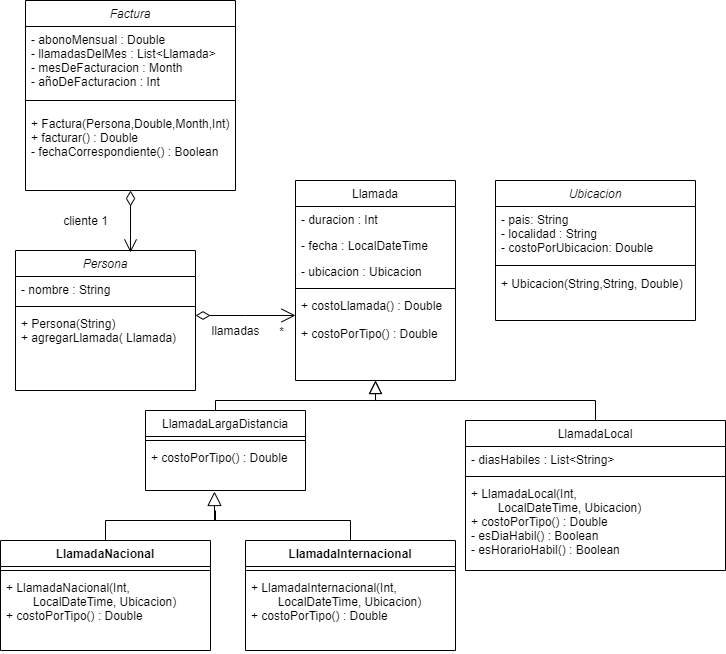 Factura
- abonoMensual : Double
- llamadasDelMes : List<Llamada>
- mesDeFacturacion : Month
- añoDeFacturacion : Int
+ Factura(Persona,Double,Month,Int)
+ facturar() : Double
- fechaCorrespondiente() : Boolean
cliente 1
Persona
- nombre : String
+ Persona(String)
+ agregarLlamada( Llamada)
llamadas *
Llamada
- duracion : Int
- fecha : LocalDateTime
- ubicacion : Ubicacion
+ costoLlamada() : Double
+ costoPorTipo() : Double
Ubicacion
- pais: String
- localidad : String
- costoPorUbicacion: Double
+ Ubicacion(String,String, Double)
LlamadaLargaDistancia
+ costoPorTipo() : Double
LlamadaLocal
- diasHabiles : List<String>
+ LlamadaLocal(Int,
LocalDateTime, Ubicacion)
+ costoPorTipo() : Double
- esDiaHabil() : Boolean
- esHorarioHabil() : Boolean
LlamadaNacional
+ LlamadaNacional(Int,
LocalDateTime, Ubicacion)
+ costoPorTipo() : Double
LlamadaInternacional
+ LlamadaInternacional(Int,
LocalDateTime, Ubicacion)
+ costoPorTipo() : Double